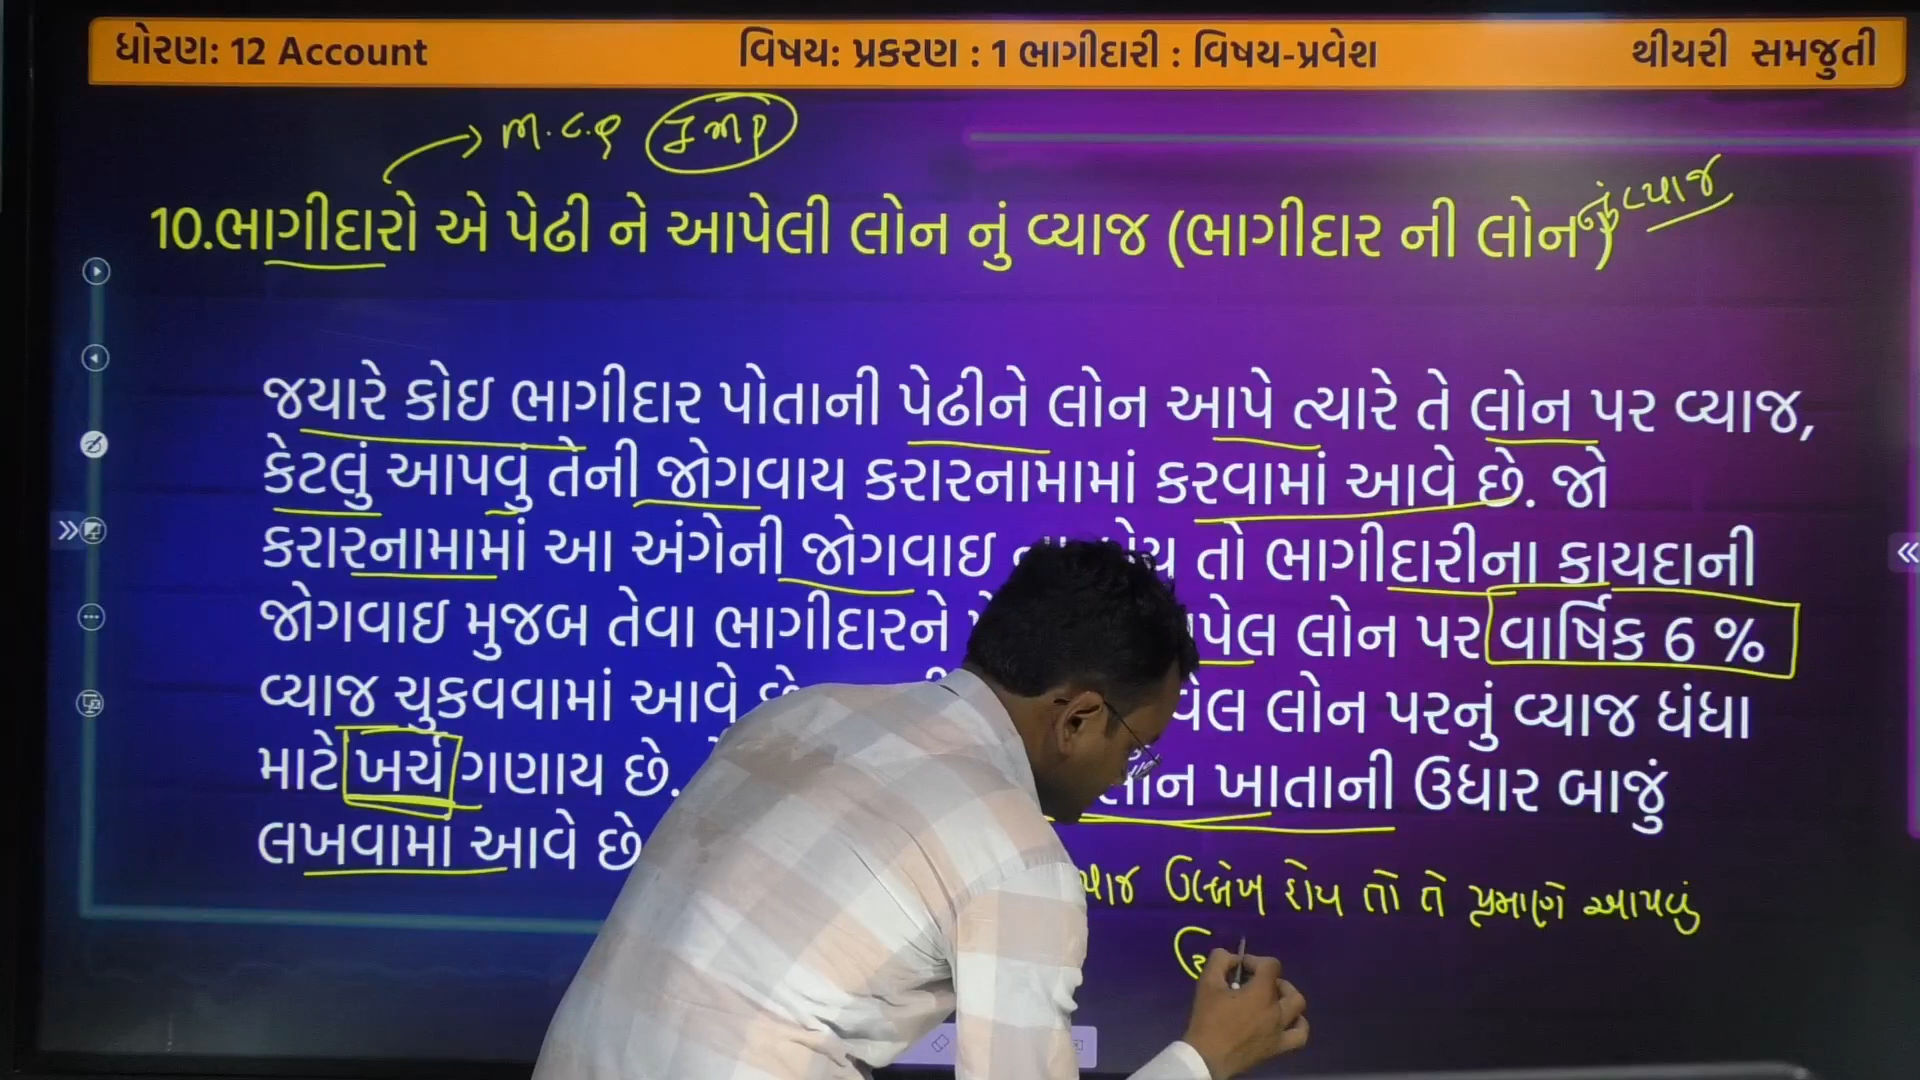 ધોરણ: 12 Account વિષય: પ્રકરણ : 1 ભાગીદારી : વિષય-પ્રવેશ થીયરી સમજુતી
M.C.Q Imp
10.ભાગીદારો એ પેઢી ને આપેલી લોન નું વ્યાજ (ભાગીદાર ની લોન) નું વ્યાજ
જયારે કોઇ ભાગીદાર પોતાની પેઢીને લોન આપે ત્યારે તે લોન પર વ્યાજ,
કેટલું આપવું તેની જોગવાય કરારનામામાં કરવામાં આવે છે. જો
કરારનામામાં આ અંગેની જોગવાઇ તો ભાગીદારીના કાયદાની
જોગવાઇ મુજબ તેવા ભાગીદારને લોન પર વાર્ષિક 6 %
વ્યાજ ચુકવવામાં આવે લોન પરનું વ્યાજ ધંધા
માટે ખર્ચ ગણાય છે. ખાતાની ઉધાર બાજું
લખવામાં આવે છે
ઉલ્લેખ હોય તો તે પ્રમાણે આપવું